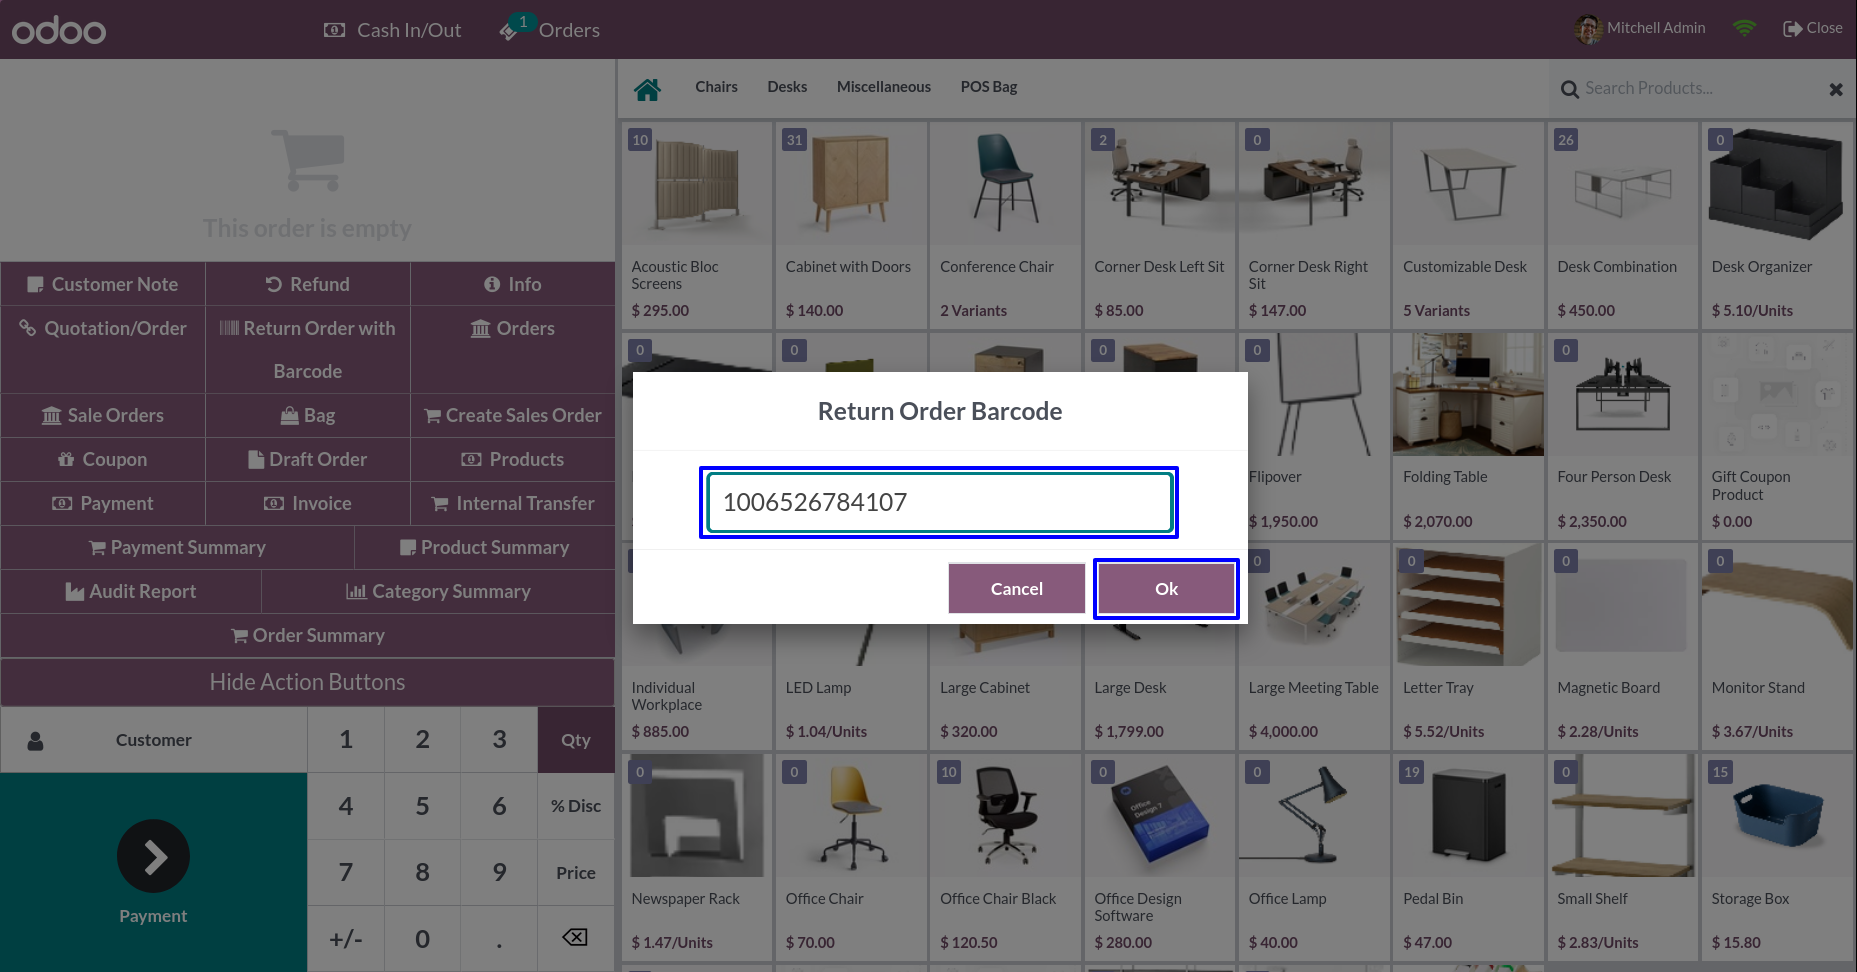 odoo
Cash In/Out
1
Orders
Mitchell Admin
Close
This order is empty
Customer Note
Refund
Info
Quotation/Order
Return Order with
Barcode
Orders
Sale Orders
Bag
Create Sales Order
Coupon
Draft Order
Products
Payment
Invoice
Internal Transfer
Payment Summary
Product Summary
Audit Report
Category Summary
Order Summary
Hide Action Buttons
Customer
1
2
3
Qty
4
5
6
% Disc
7
8
9
Price
+/-
0
.
Payment
Chairs
Desks
Miscellaneous
POS Bag
Search Products...
10
Acoustic Bloc
Screens
$ 295.00
31
Cabinet with Doors
$ 140.00
Conference Chair
2 Variants
2
Corner Desk Left Sit
$ 85.00
0
Corner Desk Right
Sit
$ 147.00
Customizable Desk
5 Variants
26
Desk Combination
$ 450.00
0
Desk Organizer
$ 5.10/Units
0
0
0
0
Flipover
$ 1,950.00
Folding Table
$ 2,070.00
0
Four Person Desk
$ 2,350.00
Gift Coupon
Product
$ 0.00
Return Order Barcode
1006526784107
Cancel
Ok
Individual
Workplace
$ 885.00
LED Lamp
$ 1.04/Units
Large Cabinet
$ 320.00
Large Desk
$ 1,799.00
0
Large Meeting Table
$ 4,000.00
0
Letter Tray
$ 5.52/Units
0
Magnetic Board
$ 2.28/Units
0
Monitor Stand
$ 3.67/Units
0
Newspaper Rack
$ 1.47/Units
0
Office Chair
$ 70.00
10
Office Chair Black
$ 120.50
0
Office
Design 7
Office Design
Software
$ 280.00
0
Office Lamp
$ 40.00
19
Pedal Bin
$ 47.00
0
Small Shelf
$ 2.83/Units
15
Storage Box
$ 15.80